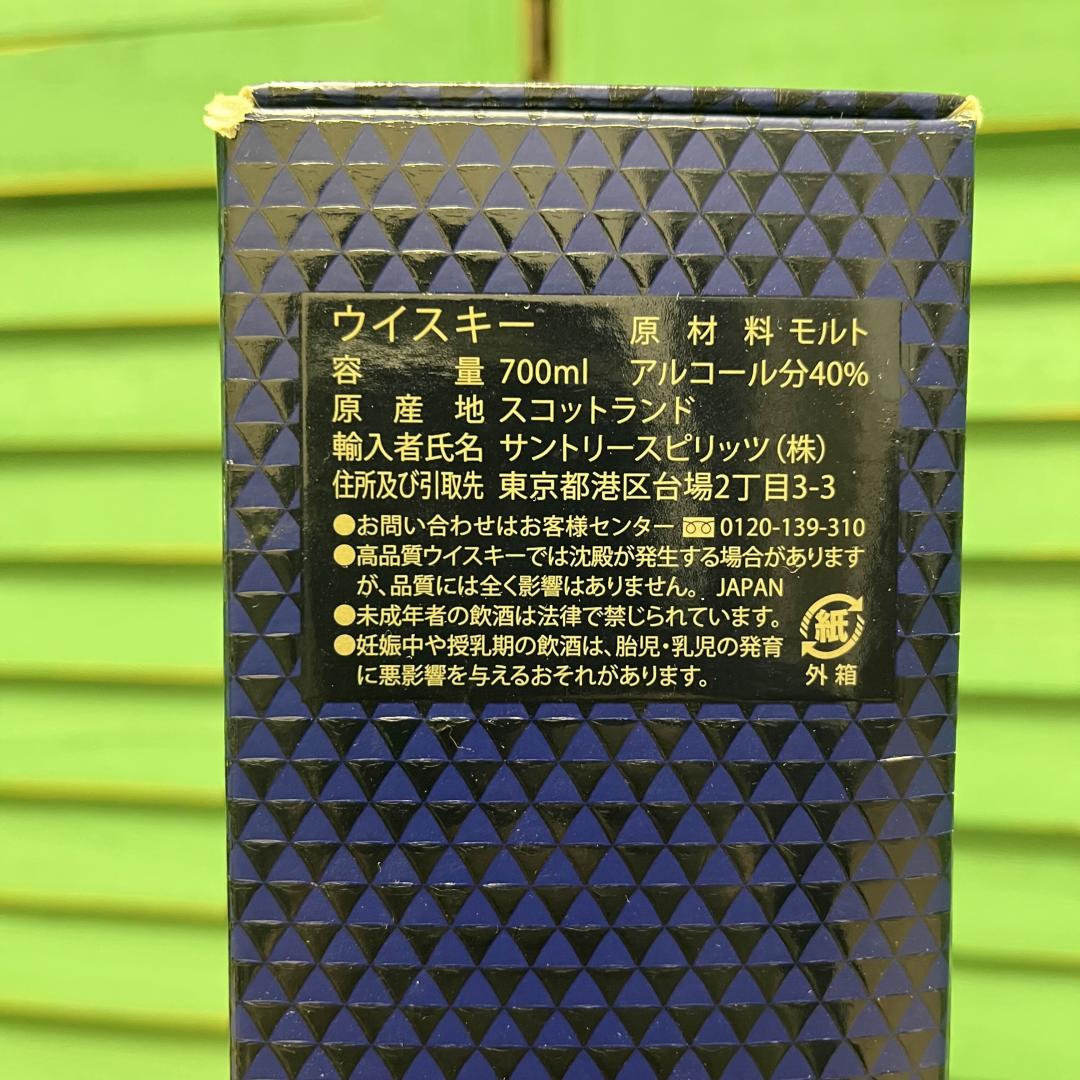 ウイスキー 原材料 モルト
容量 700ml アルコール分40%
原産地 スコットランド
輸入者氏名 サントリースピリッツ(株)
住所及び引取先 東京都港区台場2丁目3-3
●お問い合わせはお客様センター 0120-139-310
●高品質ウイスキーでは沈殿が発生する場合があります
が、品質には全く影響はありません。 JAPAN
●未成年者の飲酒は法律で禁じられています。
●妊娠中や授乳期の飲酒は、胎児・乳児の発育
に悪影響を与えるおそれがあります。
紙
外箱